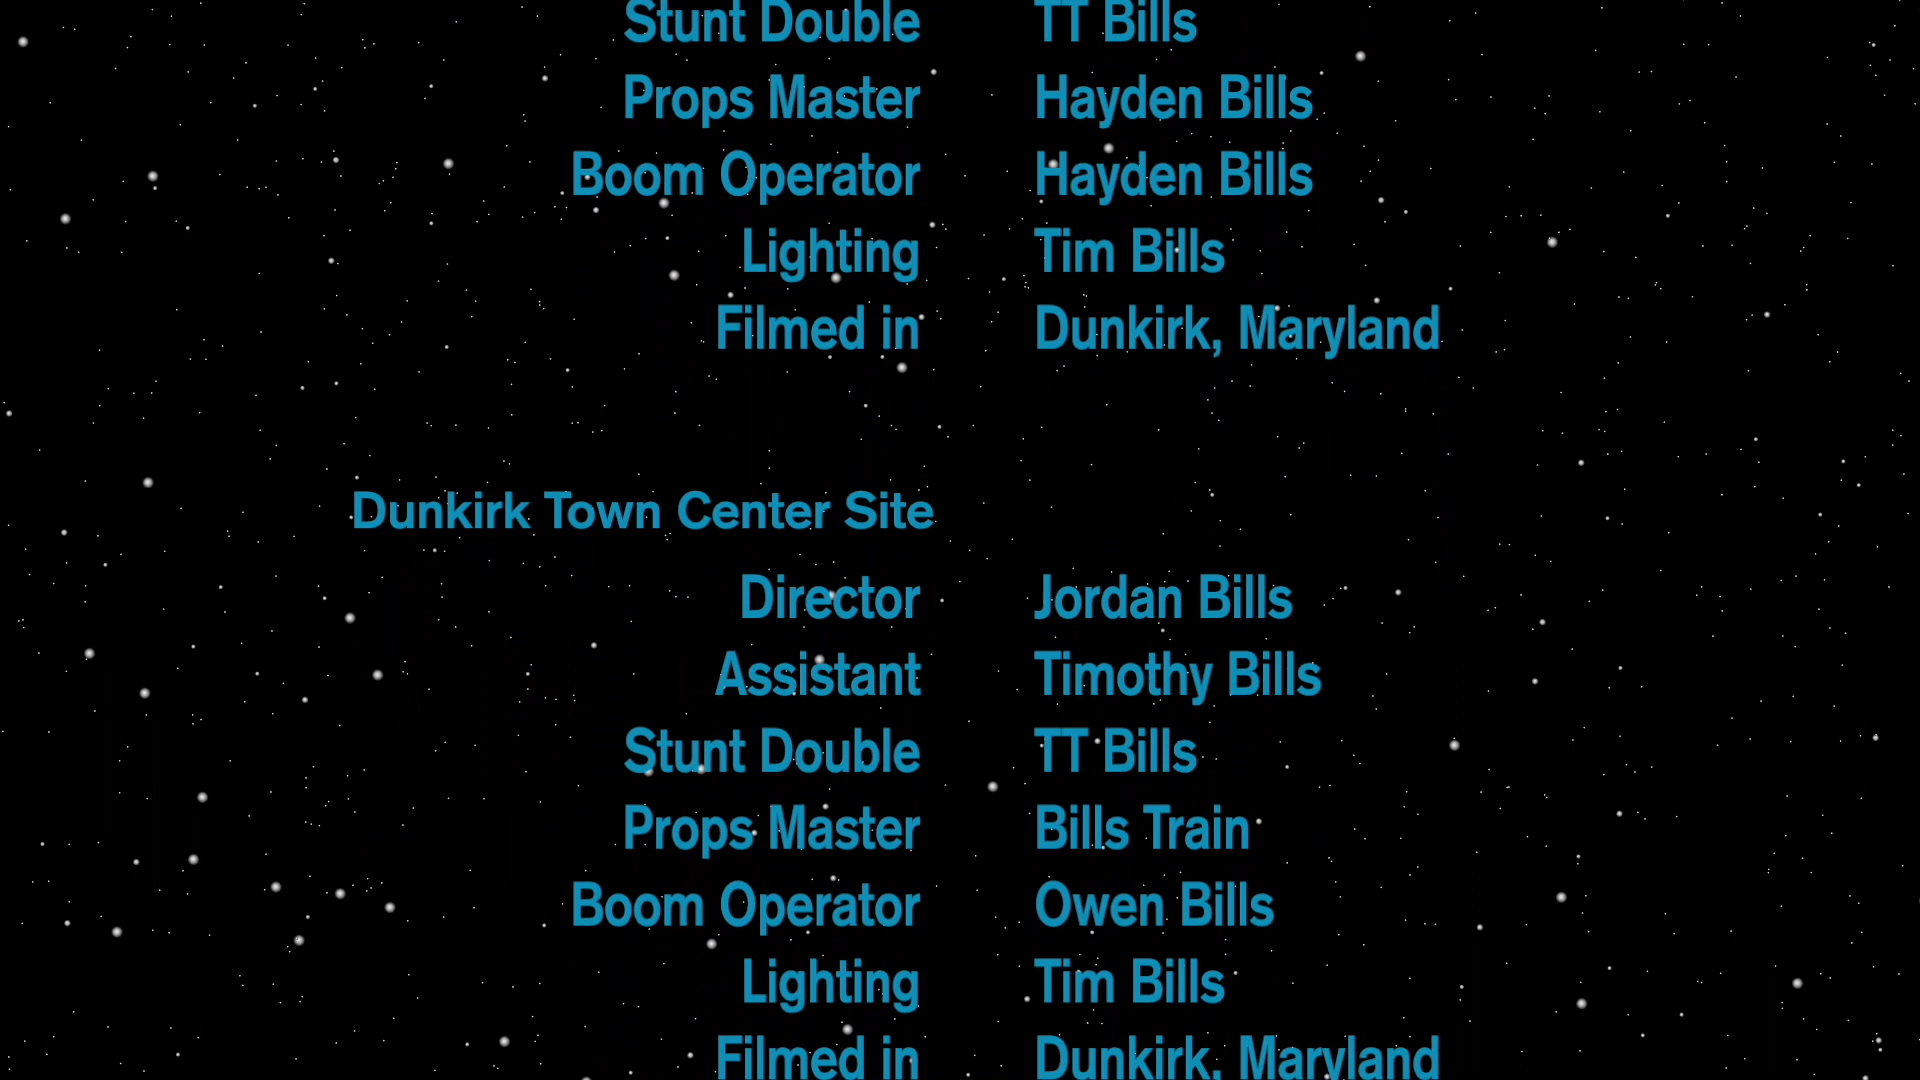 Stunt Double TT Bills
Props Master Hayden Bills
Boom Operator Hayden Bills
Lighting Tim Bills
Filmed in Dunkirk, Maryland
Dunkirk Town Center Site
Director Jordan Bills
Assistant Timothy Bills
Stunt Double TT Bills
Props Master Bills Train
Boom Operator Owen Bills
Lighting Tim Bills
Filmed in Dunkirk, Maryland